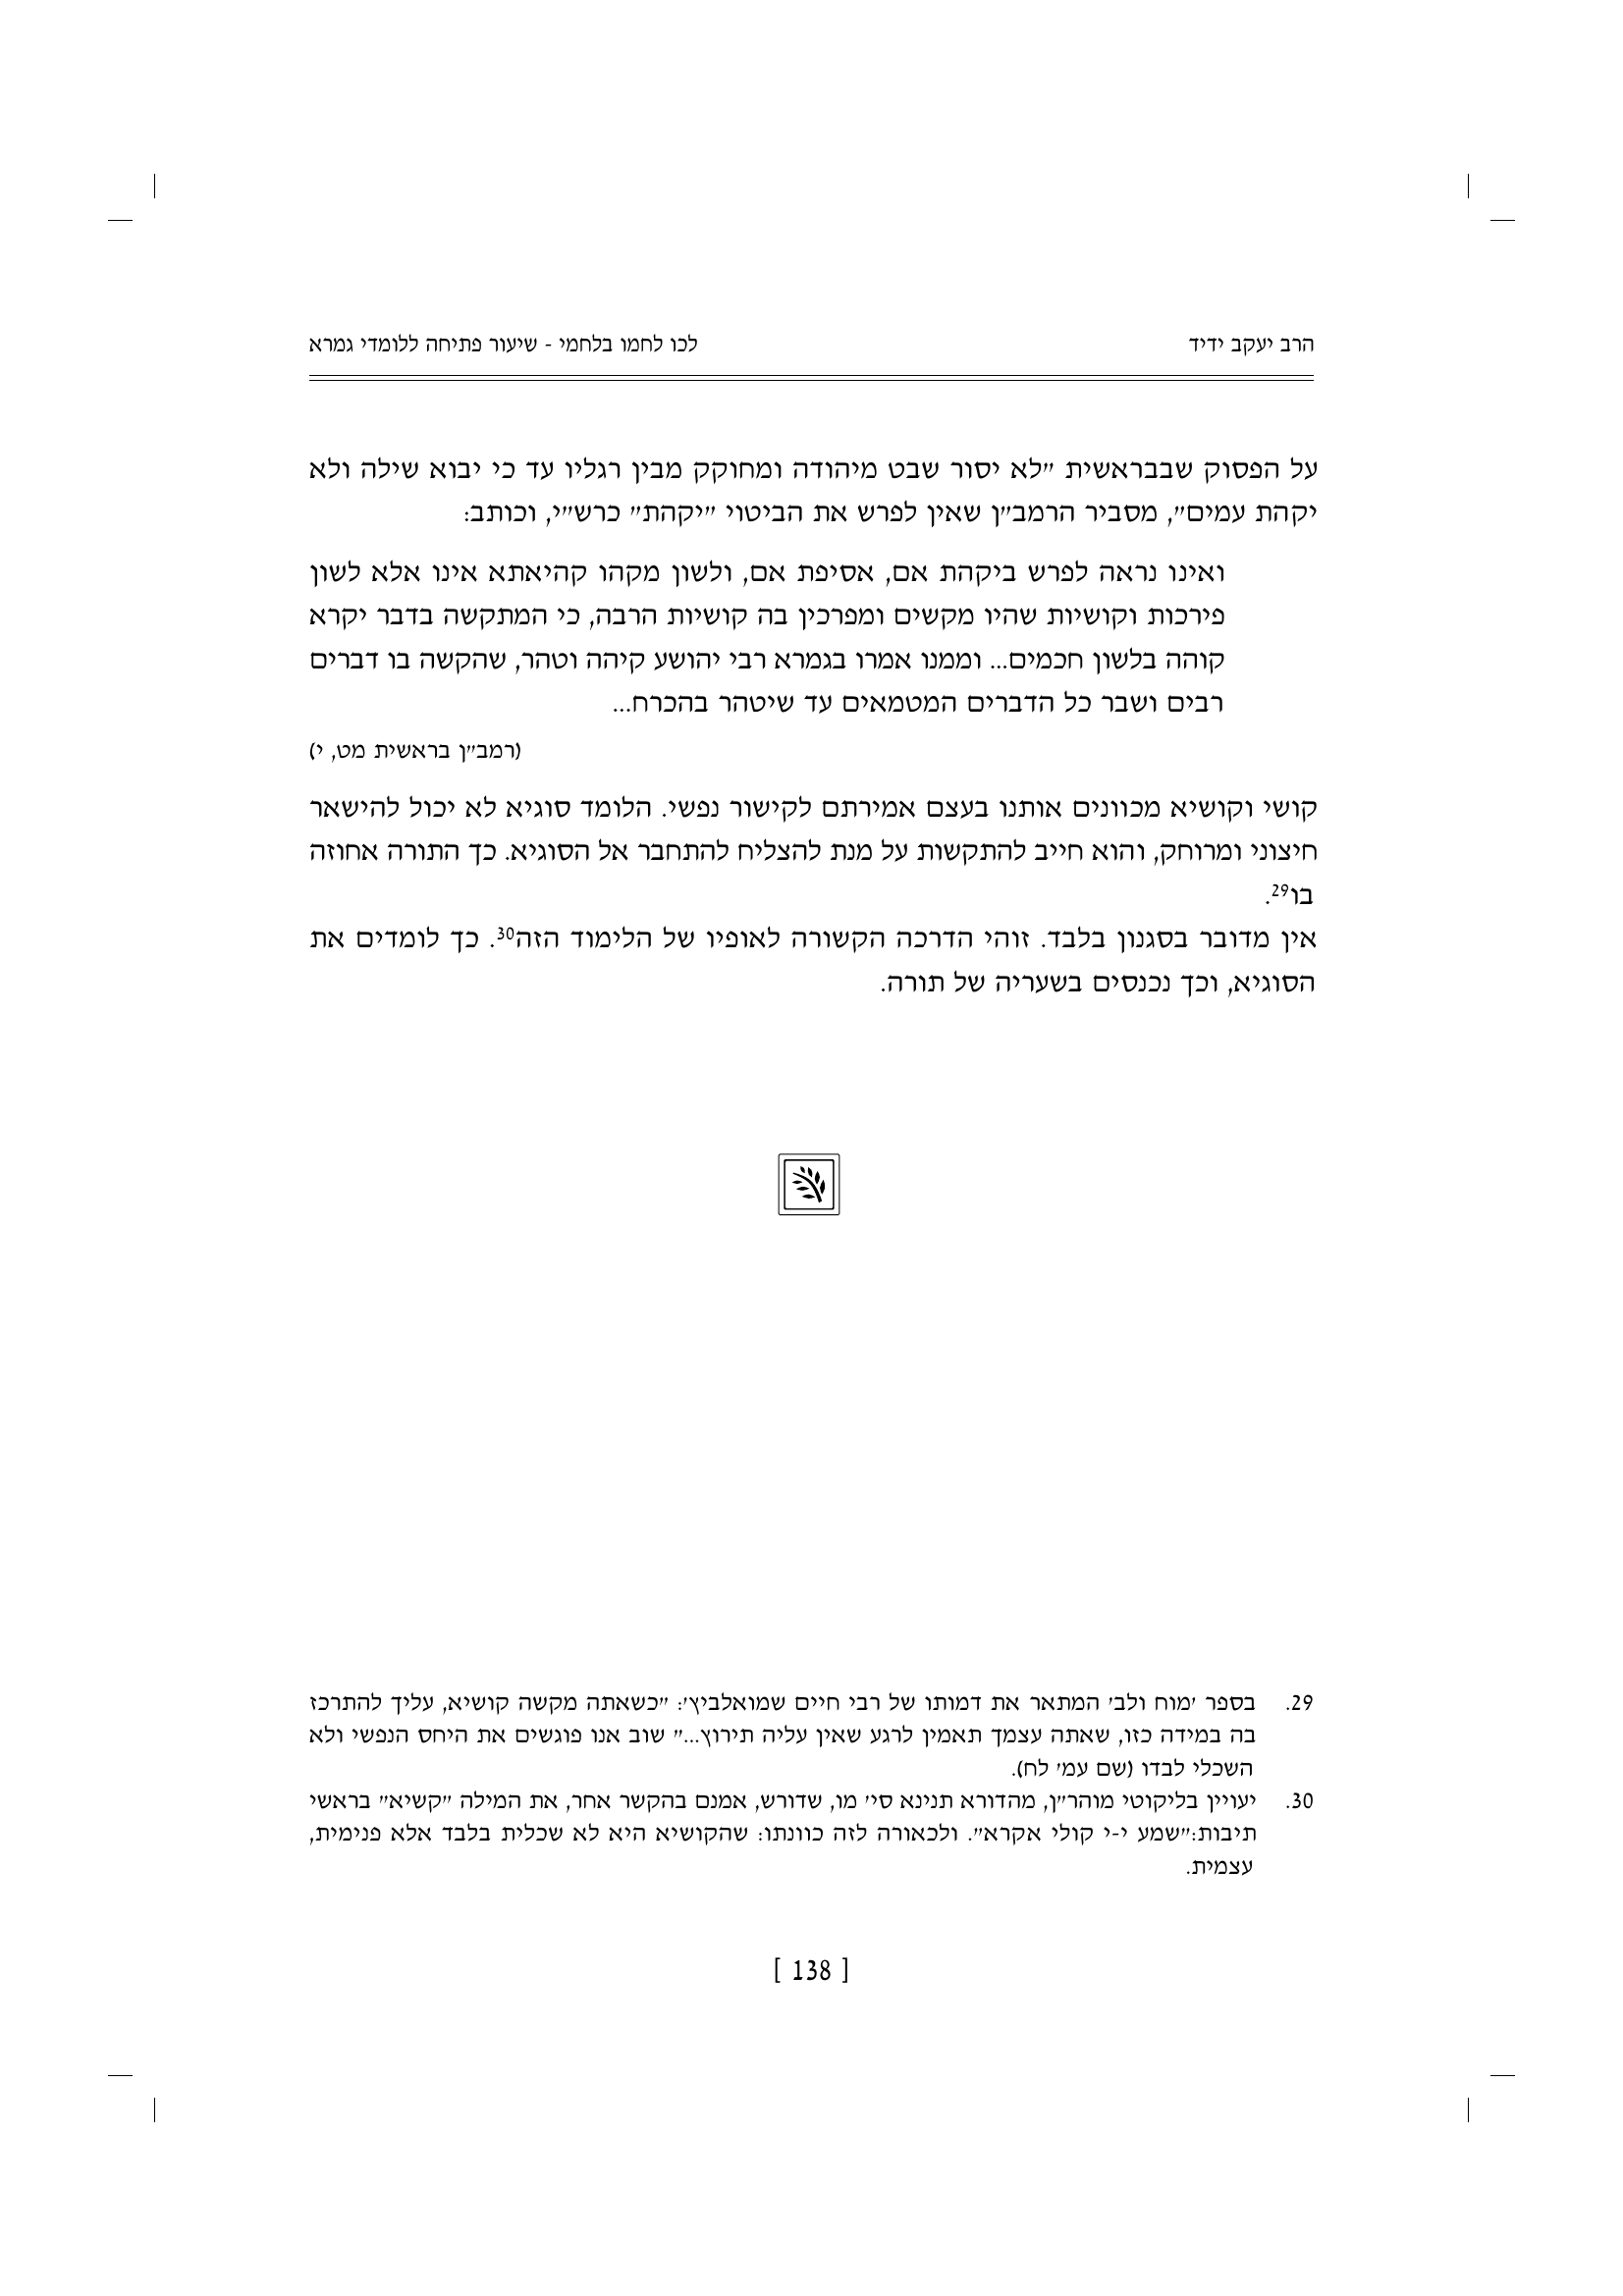 הרב יעקב ידיד
לכו לחמו בלחמי - שיעור פתיחה ללומדי גמרא
על הפסוק שבבראשית "לא יסור שבט מיהודה ומחוקק מבין רגליו עד כי יבוא שילה ולא
יקהת עמים", מסביר הרמב"ן שאין לפרש את הביטוי "יקהת" כרש"י, וכותב:
ואינו נראה לפרש ביקהת אם, אסיפת אם, ולשון מקהו קהיאתא אינו אלא לשון
פירכות וקושיות שהיו מקשים ומפרכין בה קושיות הרבה, כי המתקשה בדבר יקרא
קוהה בלשון חכמים... וממנו אמרו בגמרא רבי יהושע קיהה וטהר, שהקשה בו דברים
רבים ושבר כל הדברים המטמאים עד שיטהר בהכרח...
(רמב"ן בראשית מט, י)
קושי וקושיא מכוונים אותנו בעצם אמירתם לקישור נפשי. הלומד סוגיא לא יכול להישאר
חיצוני ומרוחק, והוא חייב להתקשות על מנת להצליח להתחבר אל הסוגיא. כך התורה אחוזה
בו29.
אין מדובר בסגנון בלבד. זוהי הדרכה הקשורה לאופיו של הלימוד הזה30. כך לומדים את
הסוגיא, וכך נכנסים בשעריה של תורה.
29. בספר 'מוח ולב' המתאר את דמותו של רבי חיים שמואלביץ': "כשאתה מקשה קושיא, עליך להתרכז
בה במידה כזו, שאתה עצמך תאמין לרגע שאין עליה תירוץ..." שוב אנו פוגשים את היחס הנפשי ולא
השכלי לבדו (שם עמ' לח).
30. יעויין בליקוטי מוהר"ן, מהדורא תנינא סי' מו, שדורש, אמנם בהקשר אחר, את המילה "קשיא" בראשי
תיבות:"שמע י-י קולי אקרא". ולכאורה לזה כוונתו: שהקושיא היא לא שכלית בלבד אלא פנימית,
עצמית.
[ 138 ]